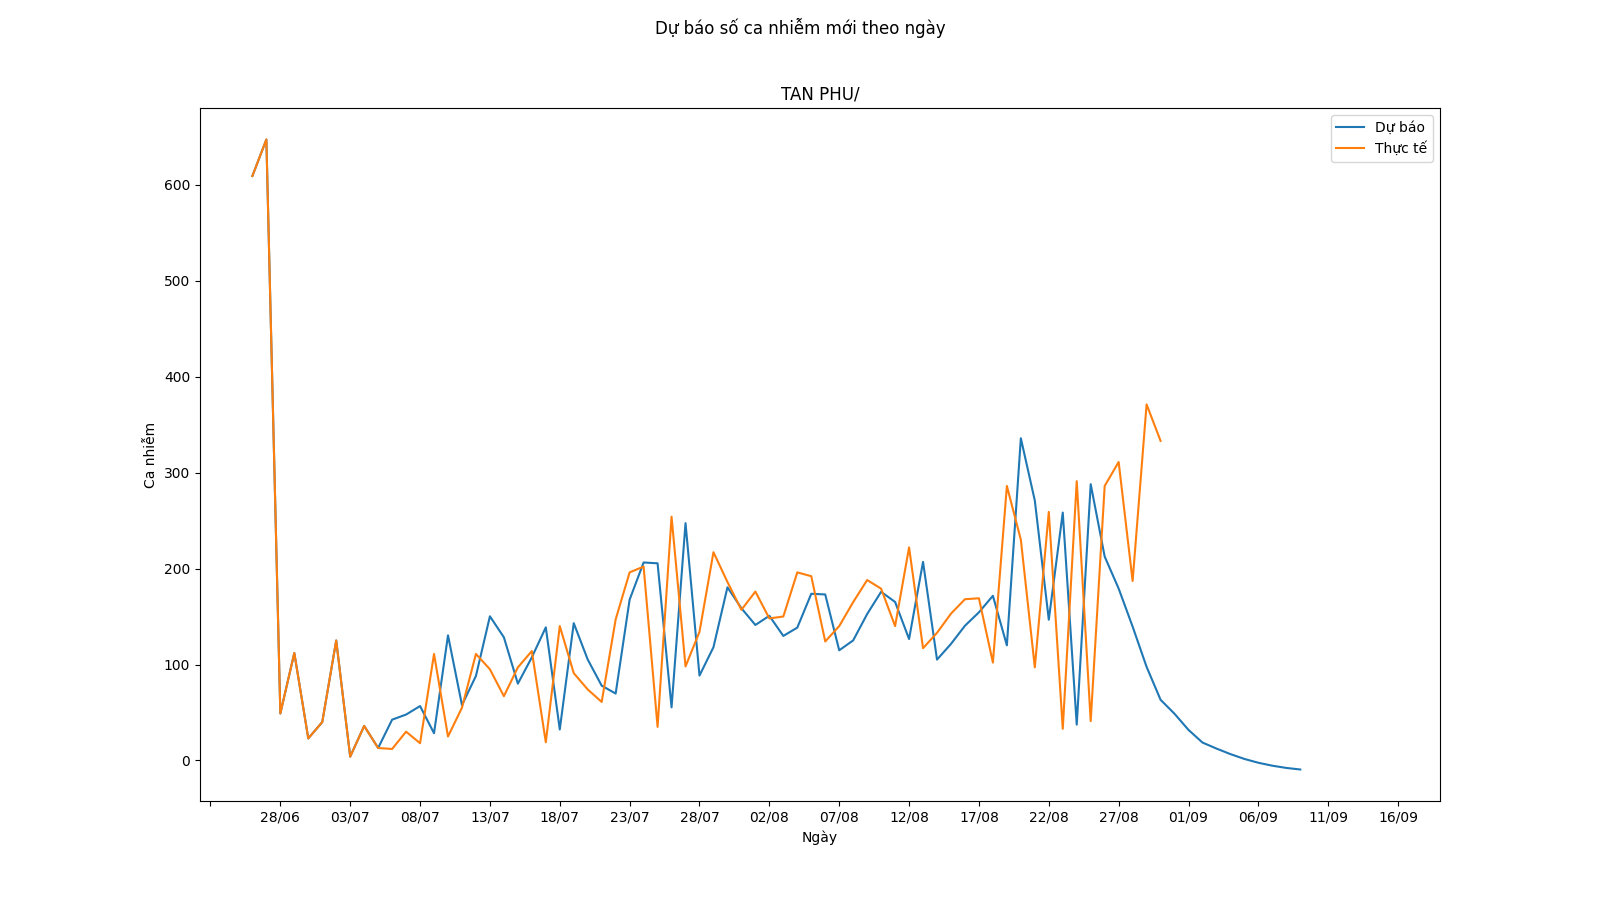 Dự báo số ca nhiễm mới theo ngày
TAN PHU/
Dự báo
Thực tế
Ca nhiễm
600
500
400
300
200
100
0
28/06 03/07 08/07 13/07 18/07 23/07 28/07 02/08 07/08 12/08 17/08 22/08 27/08 01/09 06/09 11/09 16/09
Ngày